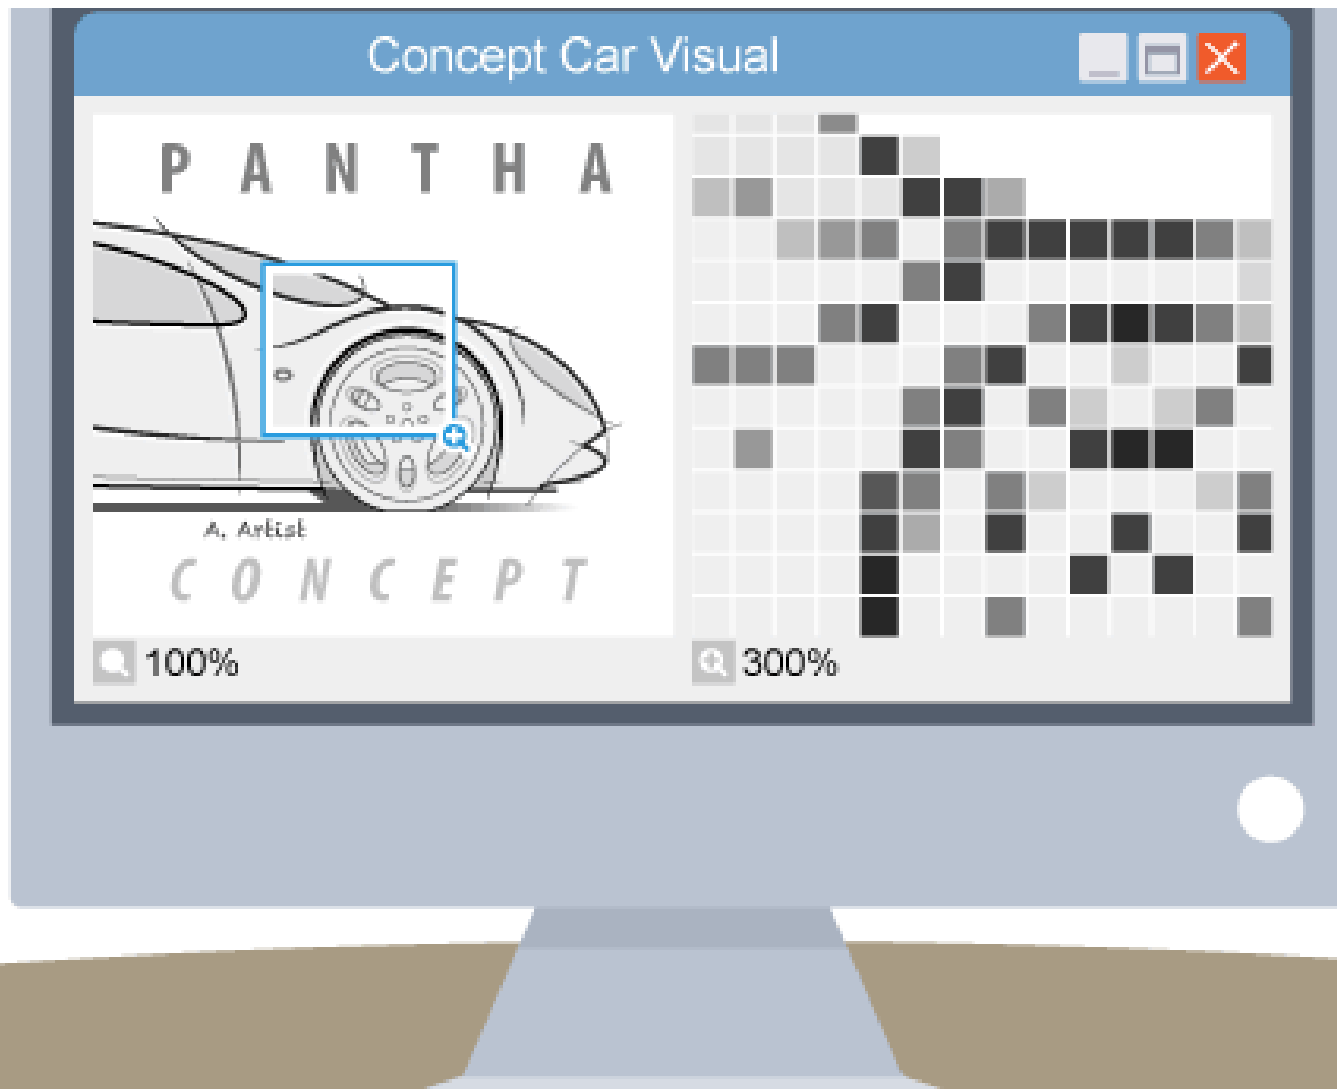 Concept Car Visual
P A N T H A
A. Artist
C O N C E P T
100%
300%